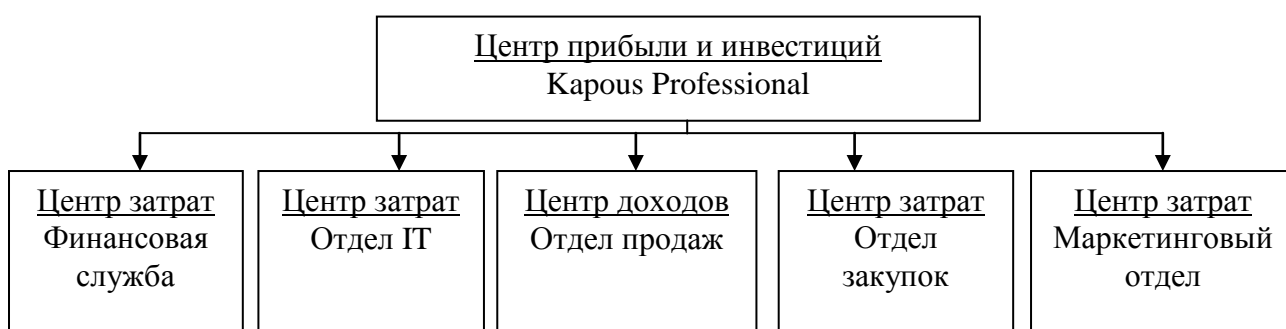 Центр прибыли и инвестиций
Kapous Professional
Центр затрат
Финансовая
служба
Центр затрат
Отдел IT
Центр доходов
Отдел продаж
Центр затрат
Отдел
закупок
Центр затрат
Маркетинговый
отдел